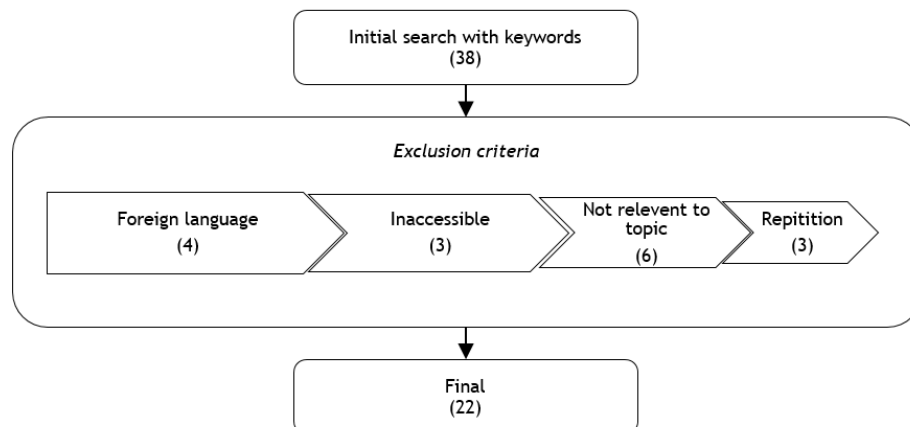 Initial search with keywords
(38)
Exclusion criteria
Foreign language
(4)
Inaccessible
(3)
Not relevent to
topic
(6)
Repitition
(3)
Final
(22)